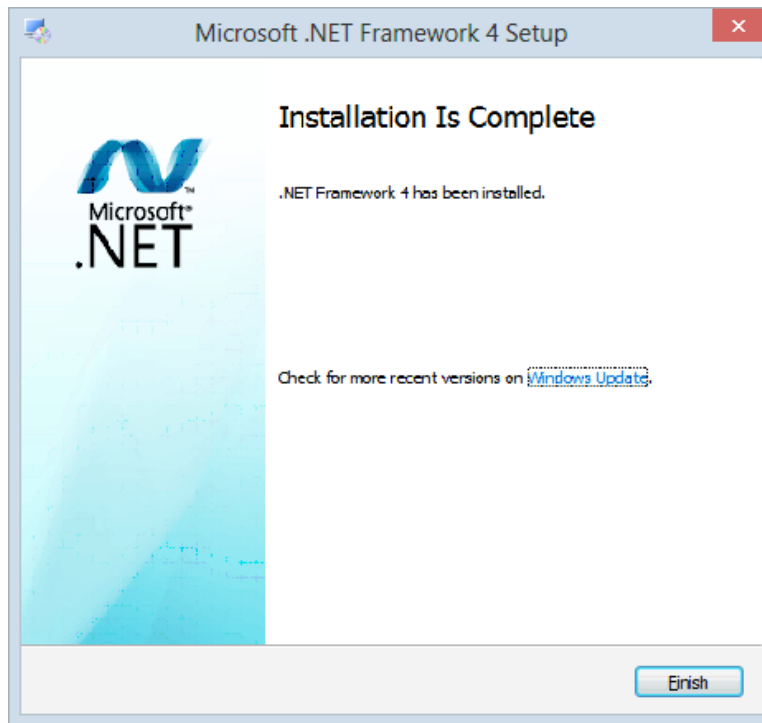 Microsoft .NET Framework 4 Setup
Installation Is Complete
.NET Framework 4 has been installed.
Microsoft®
.NET
™
Check for more recent versions on Windows Update.
Finish